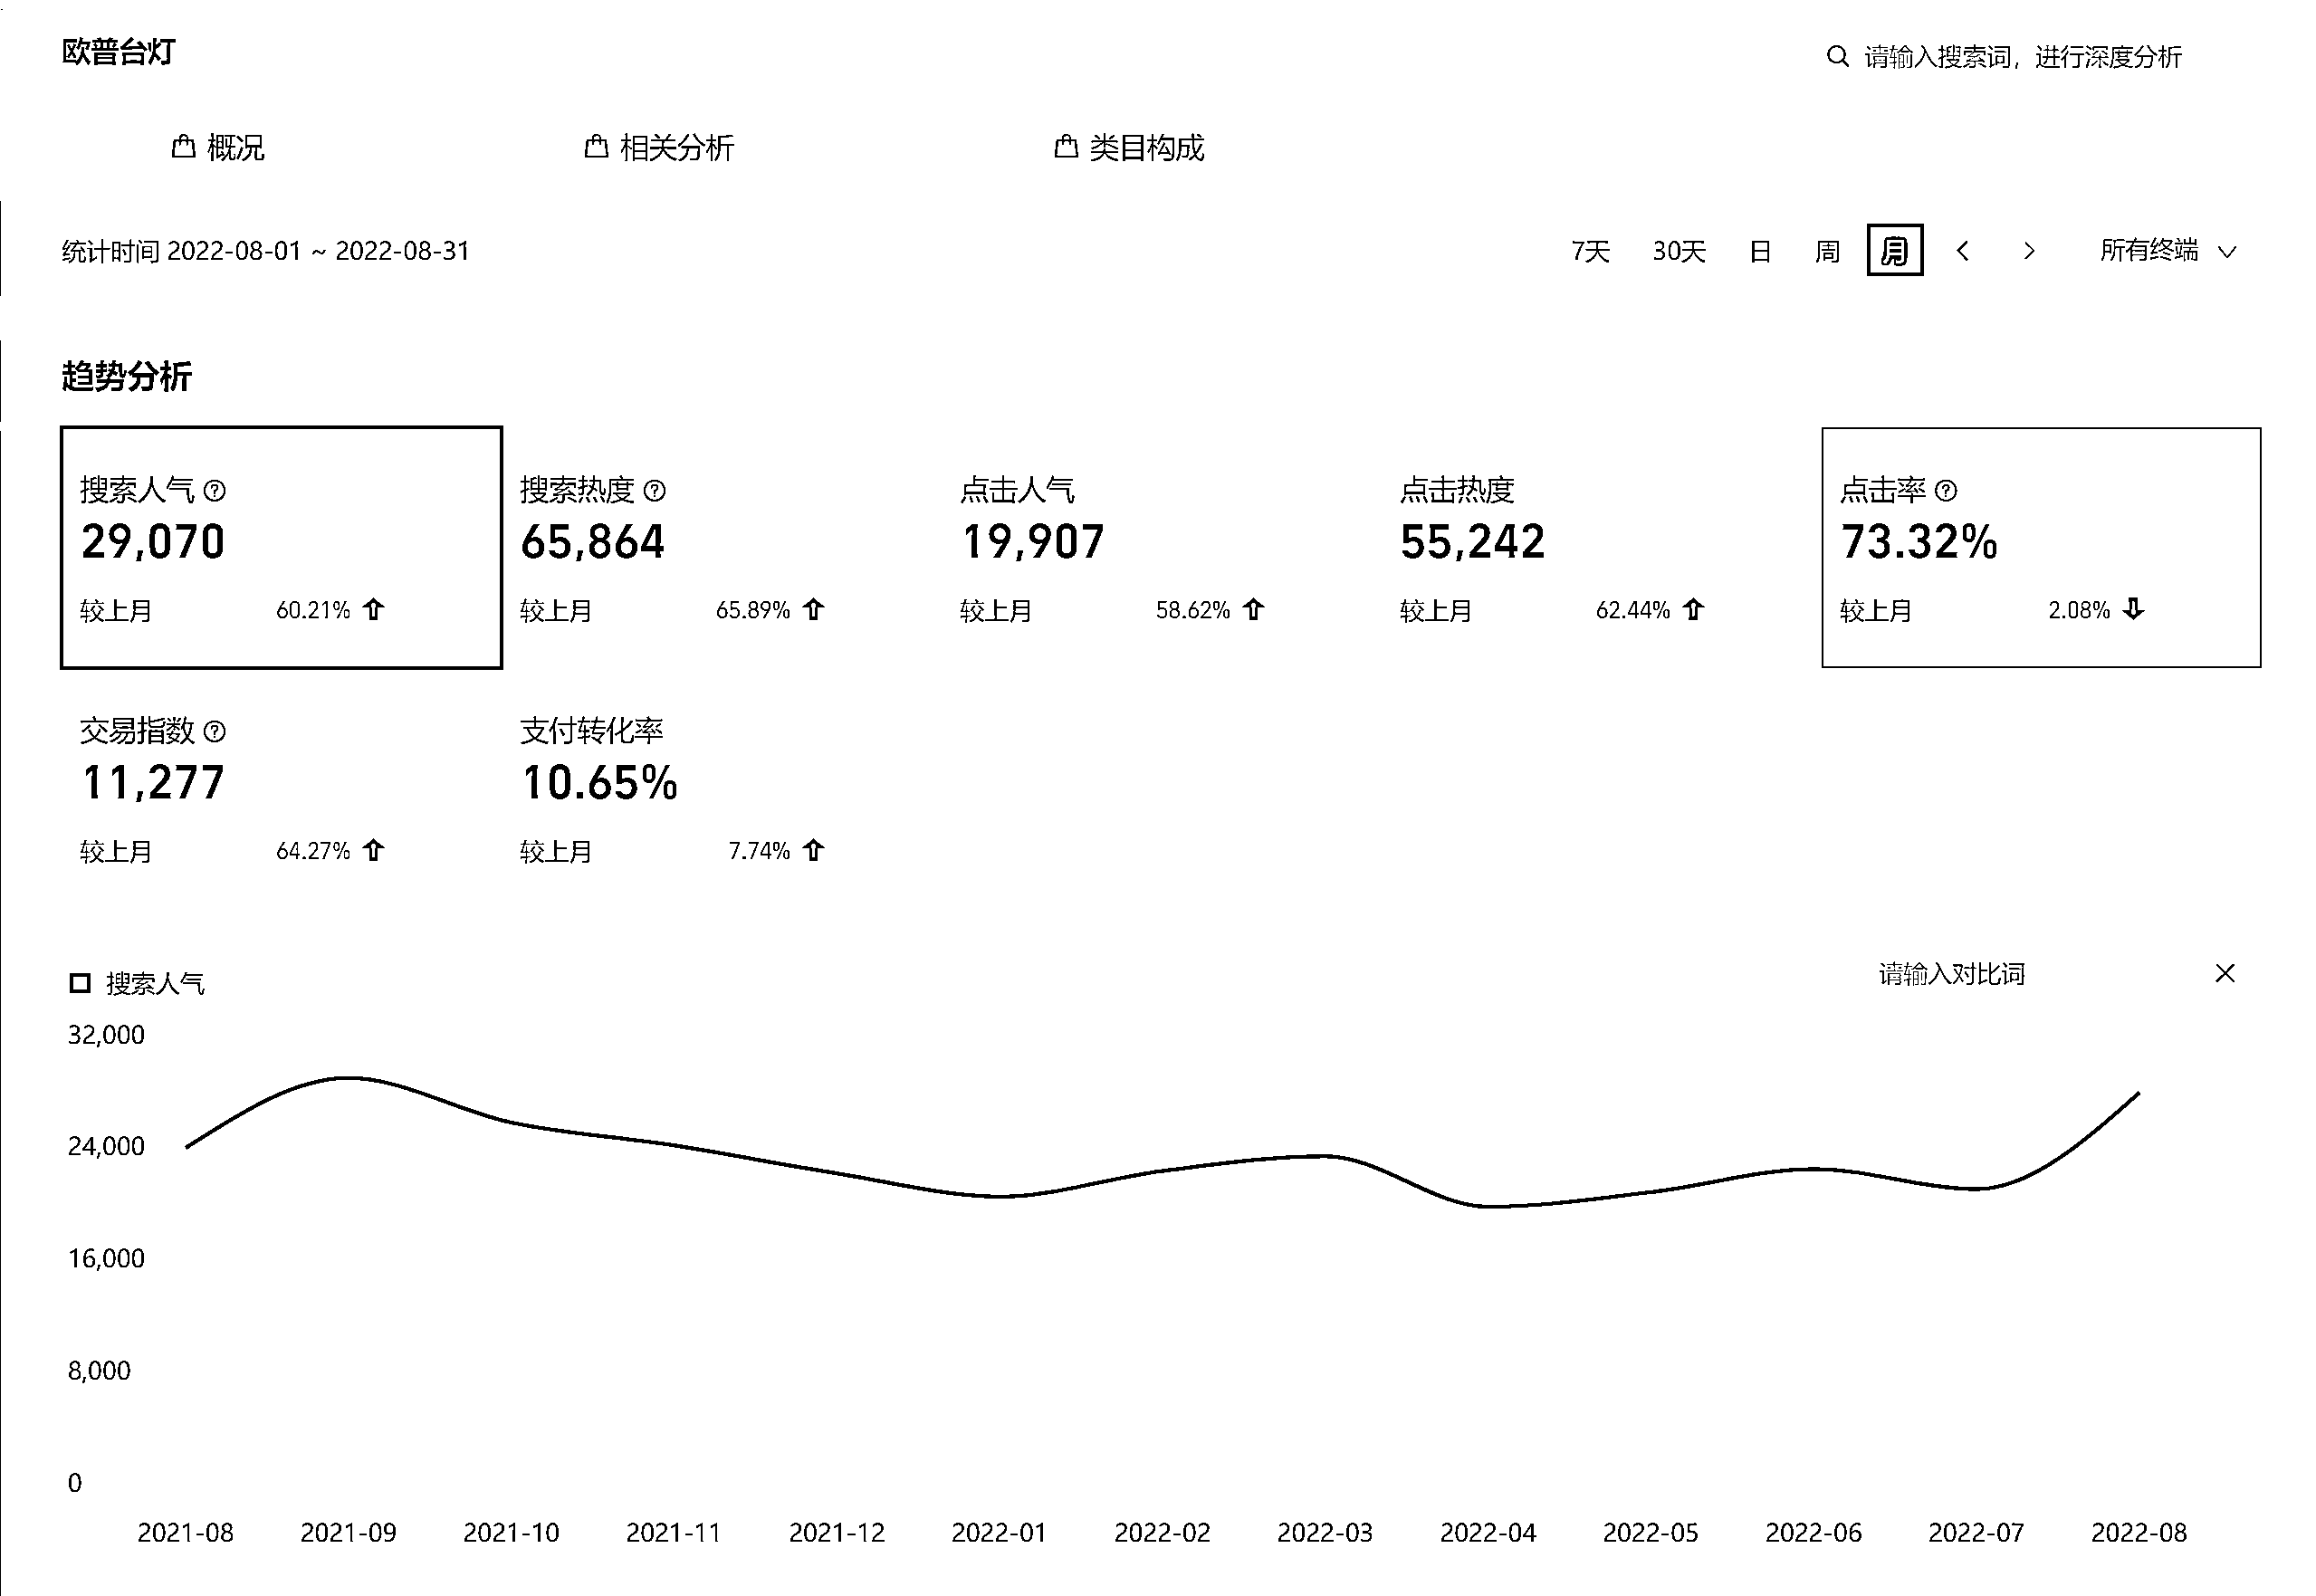 欧普台灯
请输入搜索词，进行深度分析
概况 相关分析 类目构成
统计时间 2022-08-01 ~ 2022-08-31
7天 30天 日 周 月 所有终端
趋势分析
搜索人气 搜索热度 点击人气 点击热度 点击率
29,070 65,864 19,907 55,242 73.32%
较上月 60.21% 较上月 65.89% 较上月 58.62% 较上月 62.44% 较上月 2.08%
交易指数 支付转化率
11,277 10.65%
较上月 64.27% 较上月 7.74%
搜索人气 请输入对比词
32,000
24,000
16,000
8,000
0
2021-08 2021-09 2021-10 2021-11 2021-12 2022-01 2022-02 2022-03 2022-04 2022-05 2022-06 2022-07 2022-08